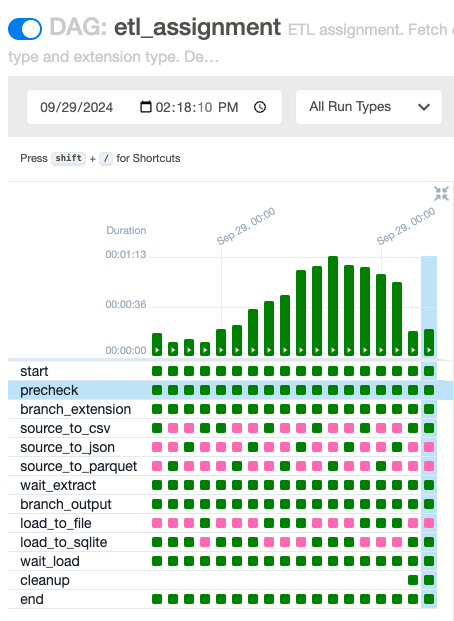 DAG: etl_assignment ETL assignment. Fetch
type and extension type. De…
09/29/2024 02:18:10 PM All Run Types
Press shift + / for Shortcuts
Sep 29, 00:00 Sep 29, 00:00
Duration
00:01:13
00:00:36
00:00:00
start
precheck
branch_extension
source_to_csv
source_to_json
source_to_parquet
wait_extract
branch_output
load_to_file
load_to_sqlite
wait_load
cleanup
end